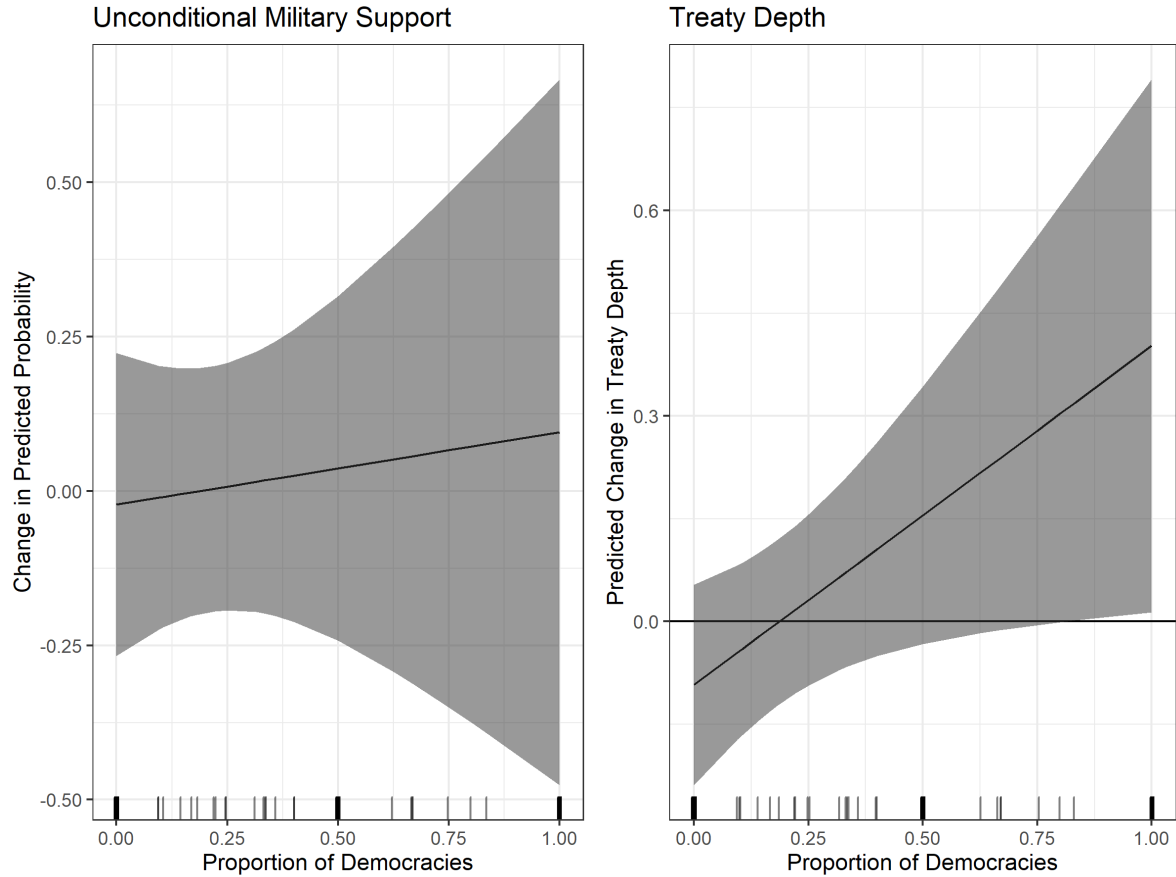 Unconditional Military Support
Change in Predicted Probability
0.50
0.25
0.00
-0.25
-0.50
0.00 0.25 0.50 0.75 1.00
Proportion of Democracies
Treaty Depth
Predicted Change in Treaty Depth
0.6
0.3
0.0
0.00 0.25 0.50 0.75 1.00
Proportion of Democracies